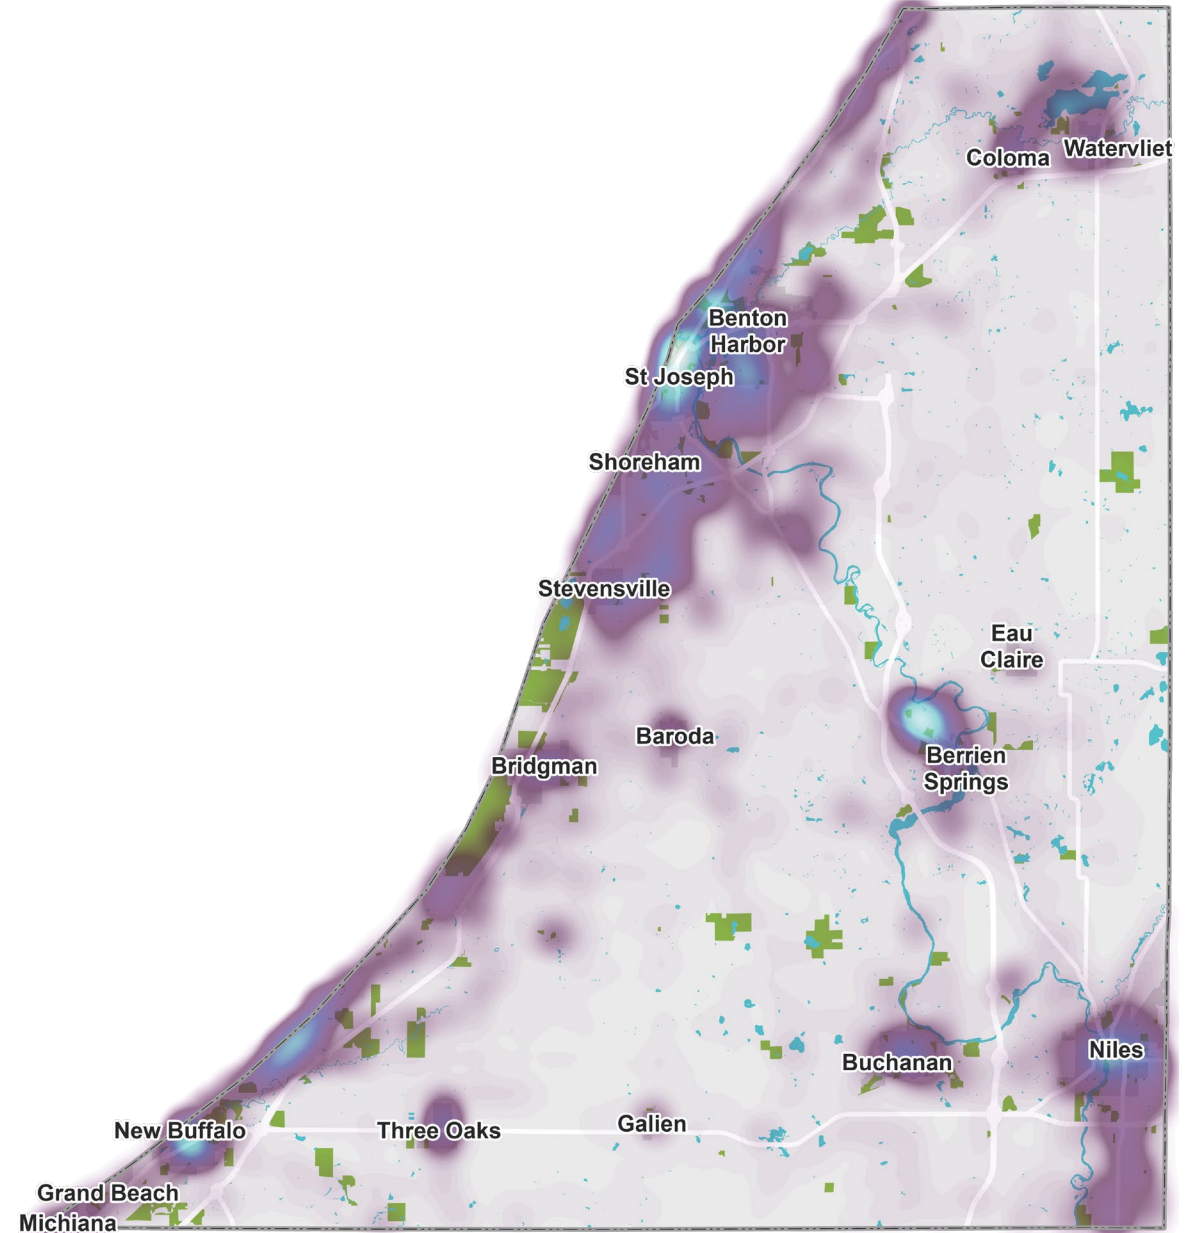 Coloma
Watervliet
Benton
Harbor
St Joseph
Shoreham
Stevensville
Eau
Claire
Baroda
Bridgman
Berrien
Springs
Niles
Buchanan
Galien
New Buffalo
Three Oaks
Grand Beach
Michiana